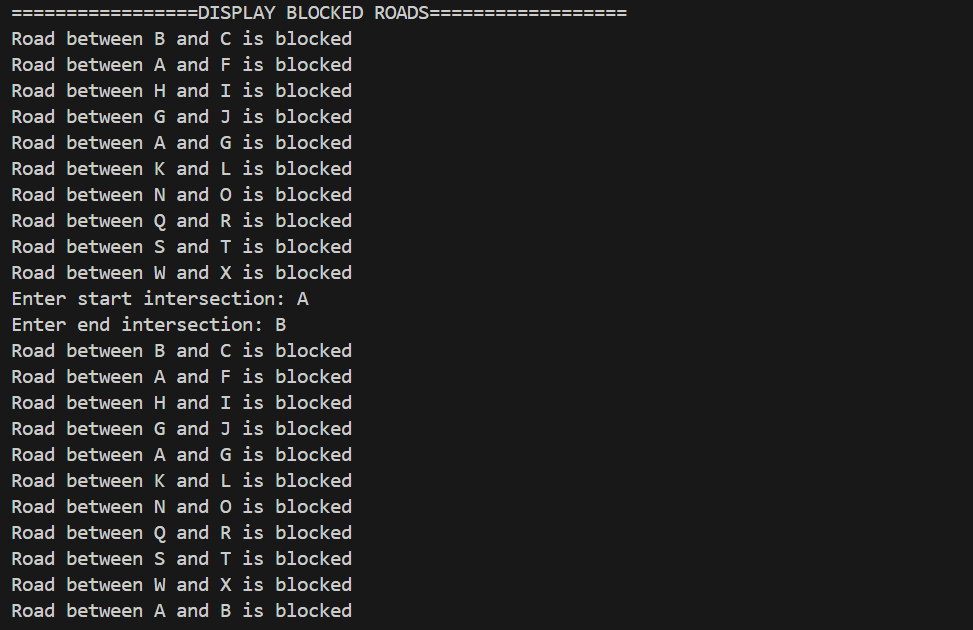 =================DISPLAY BLOCKED ROADS==================
Road between B and C is blocked
Road between A and F is blocked
Road between H and I is blocked
Road between G and J is blocked
Road between A and G is blocked
Road between K and L is blocked
Road between N and O is blocked
Road between Q and R is blocked
Road between S and T is blocked
Road between W and X is blocked
Enter start intersection: A
Enter end intersection: B
Road between B and C is blocked
Road between A and F is blocked
Road between H and I is blocked
Road between G and J is blocked
Road between A and G is blocked
Road between K and L is blocked
Road between N and O is blocked
Road between Q and R is blocked
Road between S and T is blocked
Road between W and X is blocked
Road between A and B is blocked